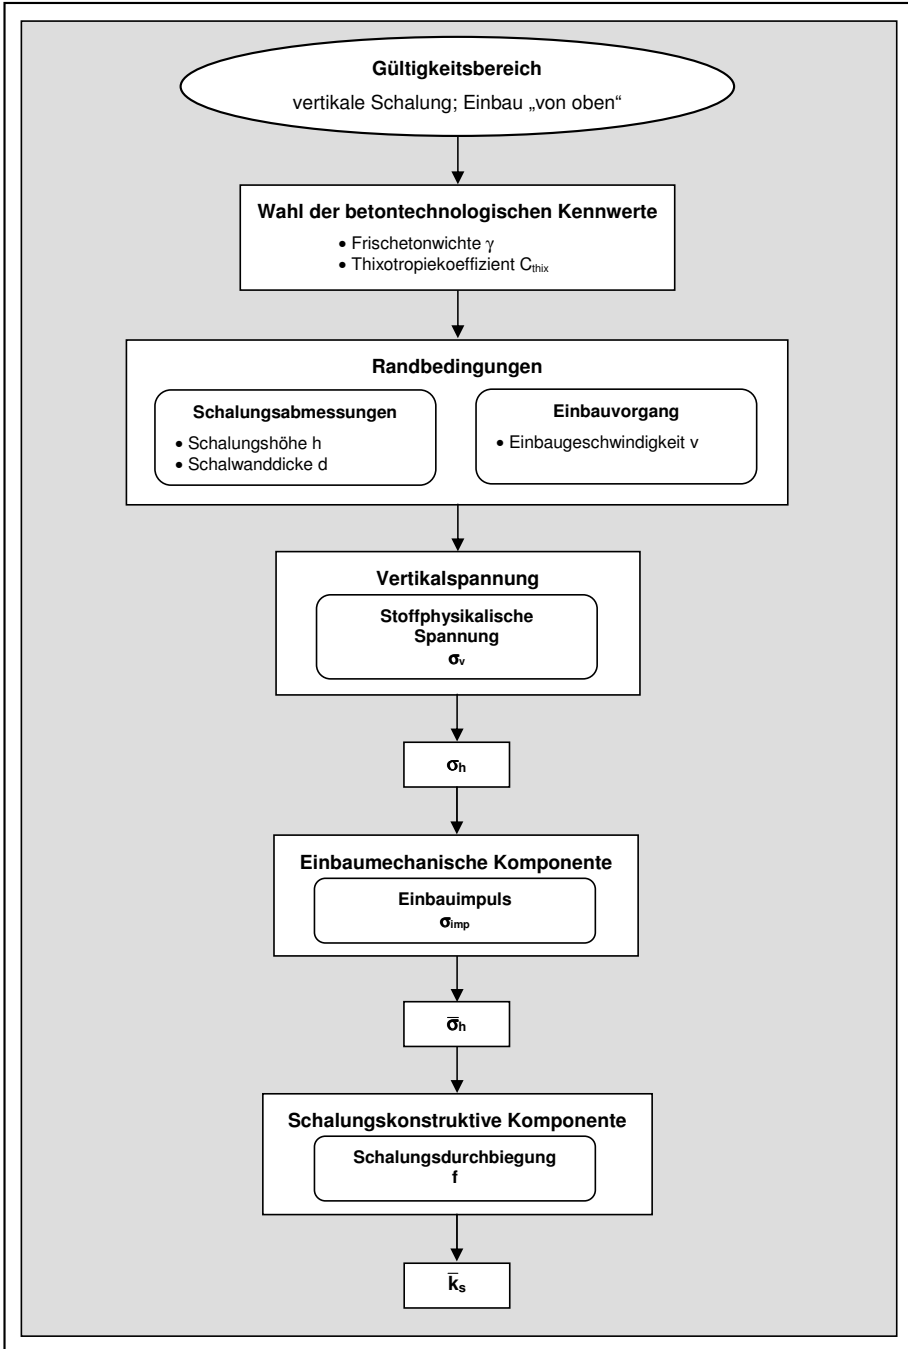 Gültigkeitsbereich
vertikale Schalung; Einbau „von oben“
Wahl der betontechnologischen Kennwerte
• Frischetonwichte γ
• Thixotropiekoeffizient Cthix
Randbedingungen
Schalungsabmessungen
• Schalungshöhe h
• Schalwanddicke d
Einbauvorgang
• Einbaugeschwindigkeit v
Vertikalspannung
Stoffphysikalische
Spannung
σv
σh
Einbaumechanische Komponente
Einbauimpuls
σimp
σ̅h
Schalungskonstruktive Komponente
Schalungsdurchbiegung
f
k̅s